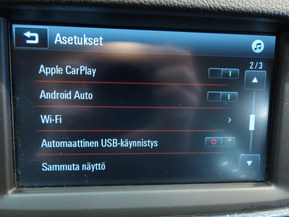 Asetukset
Apple CarPlay
2/3
Android Auto
Wi-Fi
Automaattinen USB-käynnistys
Sammuta näyttö